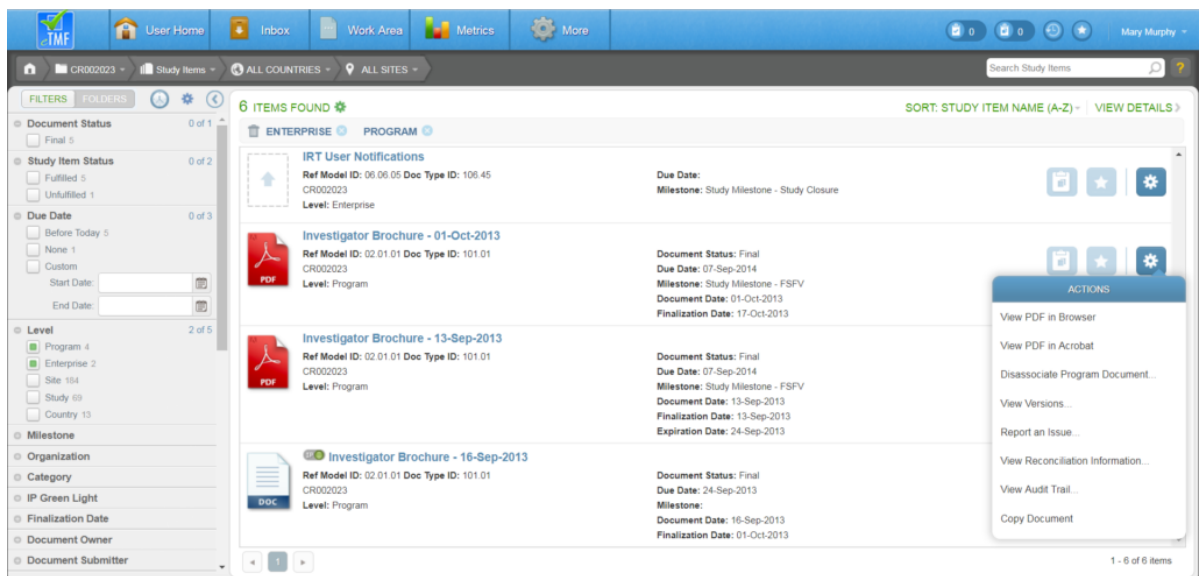 eTMF
User Home
Inbox
Work Area
Metrics
More
0
0
Mary Murphy
CR002023
Study Items
ALL COUNTRIES
ALL SITES
Search Study Items
?
FILTERS FOLDERS
Document Status 0 of 1
Final 5
Study Item Status 0 of 2
Fulfilled 5
Unfulfilled 1
Due Date 0 of 3
Before Today 5
None 1
Custom
Start Date:
End Date:
Level 2 of 5
Program 4
Enterprise 2
Site 184
Study 69
Country 13
Milestone
Organization
Category
IP Green Light
Finalization Date
Document Owner
Document Submitter
6 ITEMS FOUND
SORT: STUDY ITEM NAME (A-Z)
VIEW DETAILS
ENTERPRISE PROGRAM
IRT User Notifications
Ref Model ID: 06.06.05 Doc Type ID: 106.45
CR002023
Level: Enterprise
Due Date:
Milestone: Study Milestone - Study Closure
Investigator Brochure - 01-Oct-2013
PDF
Ref Model ID: 02.01.01 Doc Type ID: 101.01
CR002023
Level: Program
Document Status: Final
Due Date: 07-Sep-2014
Milestone: Study Milestone - FSFV
Document Date: 01-Oct-2013
Finalization Date: 17-Oct-2013
Investigator Brochure - 13-Sep-2013
PDF
Ref Model ID: 02.01.01 Doc Type ID: 101.01
CR002023
Level: Program
Document Status: Final
Due Date: 07-Sep-2014
Milestone: Study Milestone - FSFV
Document Date: 13-Sep-2013
Finalization Date: 13-Sep-2013
Expiration Date: 24-Sep-2013
Investigator Brochure - 16-Sep-2013
DOC
Ref Model ID: 02.01.01 Doc Type ID: 101.01
CR002023
Level: Program
Document Status: Final
Due Date: 24-Sep-2013
Milestone:
Document Date: 16-Sep-2013
Finalization Date: 01-Oct-2013
ACTIONS
View PDF in Browser
View PDF in Acrobat
Disassociate Program Document...
View Versions...
Report an Issue...
View Reconciliation Information...
View Audit Trail...
Copy Document
1
1 - 6 of 6 items